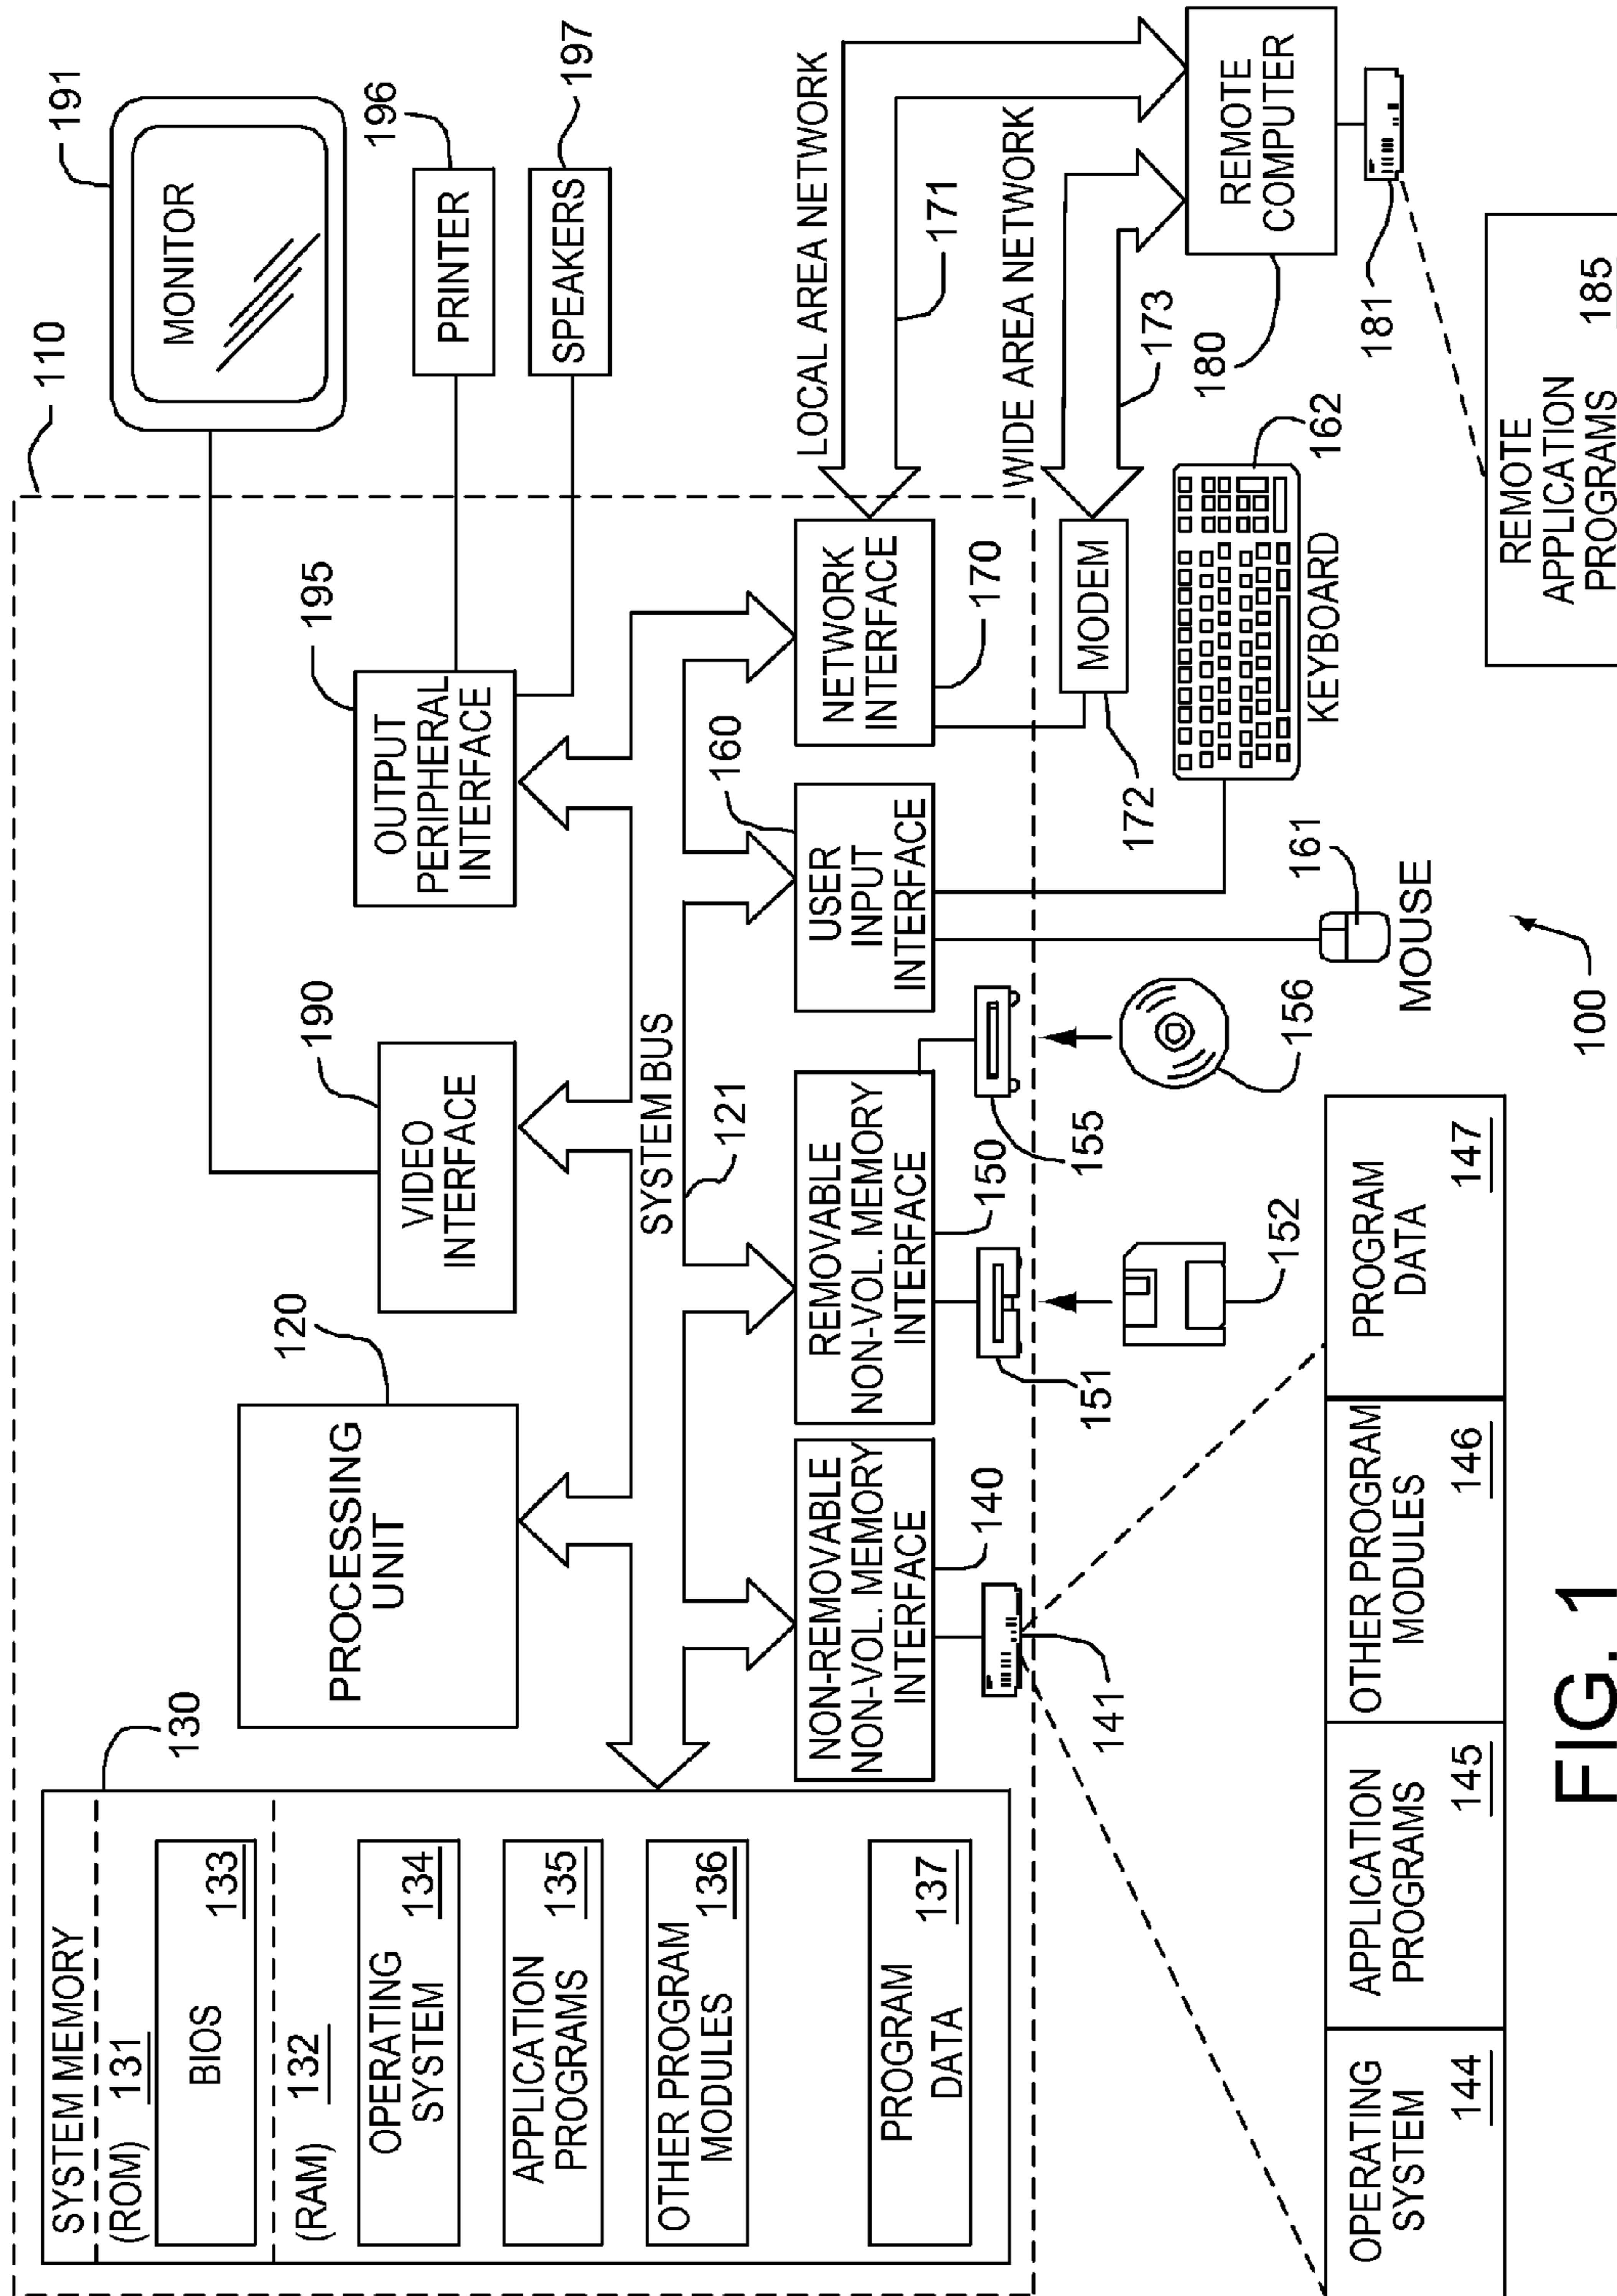 SYSTEM MEMORY
(ROM) 131
BIOS
133
(RAM) 132
OPERATING
SYSTEM 134
APPLICATION
PROGRAMS 135
OTHER PROGRAM
MODULES 136
PROGRAM
DATA 137
130
PROCESSING
UNIT
120
VIDEO
INTERFACE
190
OUTPUT
PERIPHERAL
INTERFACE
195
110
MONITOR
191
PRINTER
196
SPEAKERS
197
SYSTEM BUS
121
NON-REMOVABLE
NON-VOL. MEMORY
INTERFACE
140
REMOVABLE
NON-VOL. MEMORY
INTERFACE
150
USER
INPUT
INTERFACE
160
NETWORK
INTERFACE
170
LOCAL AREA NETWORK
171
WIDE AREA NETWORK
173
141
151
152
155
156
MODEM
172
KEYBOARD
162
MOUSE
161
REMOTE
COMPUTER
180
181
REMOTE
APPLICATION
PROGRAMS 185
OPERATING
SYSTEM
144
APPLICATION
PROGRAMS
145
OTHER PROGRAM
MODULES
146
PROGRAM
DATA
147
100
FIG. 1